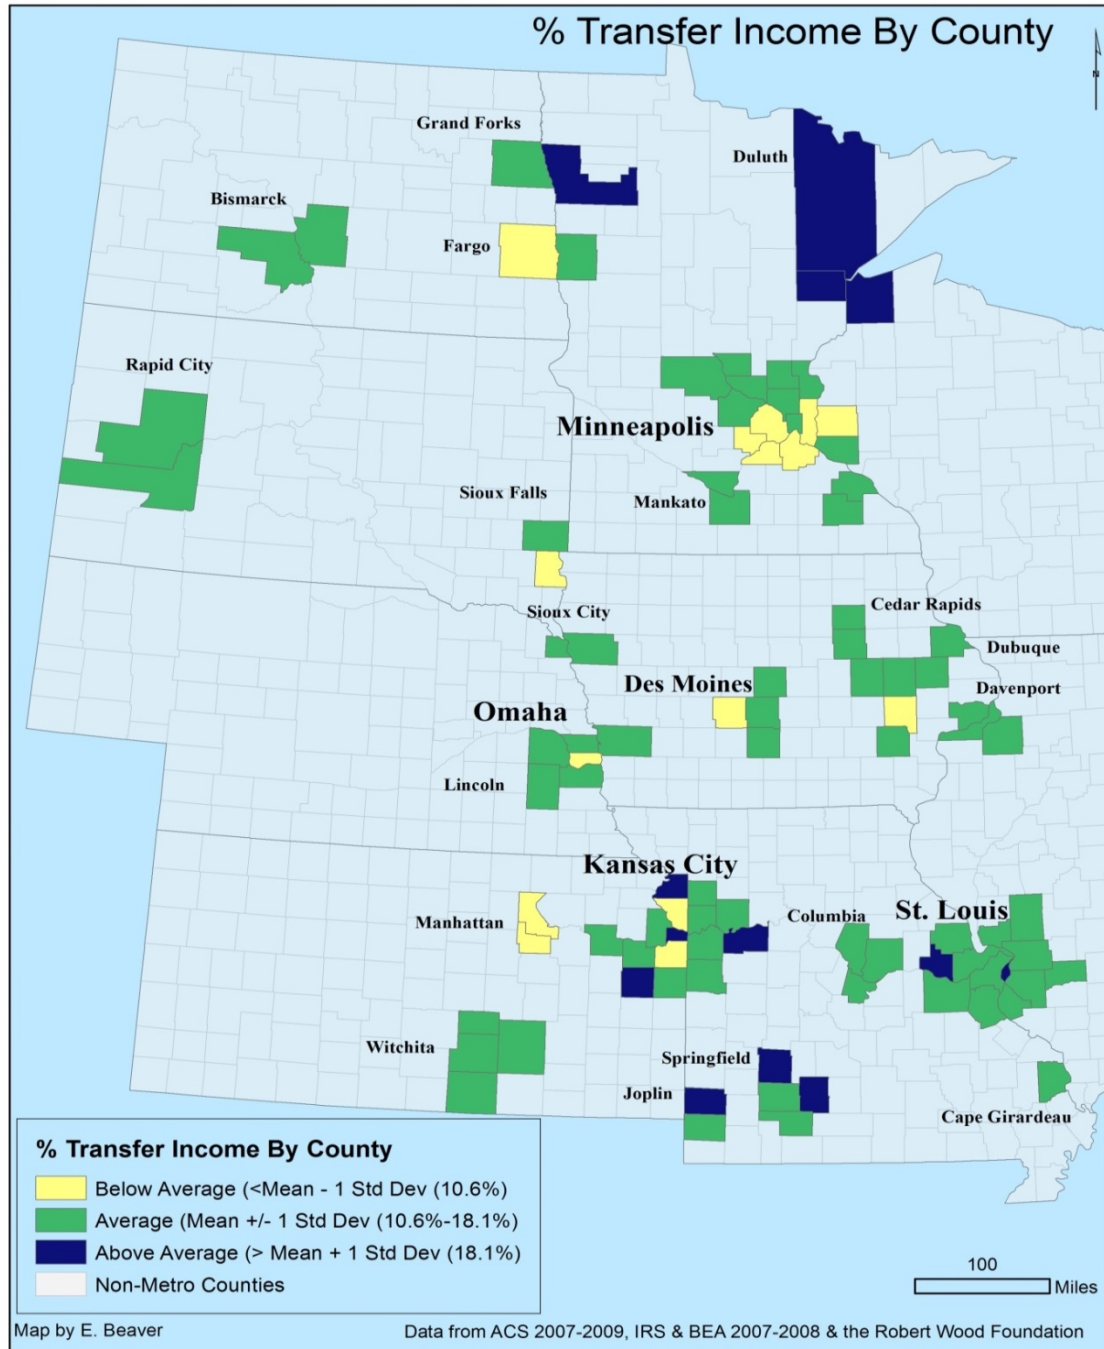 % Transfer Income By County
N
Grand Forks
Duluth
Bismarck
Fargo
Rapid City
Minneapolis
Sioux Falls
Mankato
Sioux City
Cedar Rapids
Dubuque
Des Moines
Davenport
Omaha
Lincoln
Kansas City
Manhattan
Columbia
St. Louis
Witchita
Springfield
Joplin
Cape Girardeau
% Transfer Income By County
Below Average (<Mean - 1 Std Dev (10.6%)
Average (Mean +/- 1 Std Dev (10.6%-18.1%)
Above Average (> Mean + 1 Std Dev (18.1%)
Non-Metro Counties
100
Miles
Map by E. Beaver
Data from ACS 2007-2009, IRS & BEA 2007-2008 & the Robert Wood Foundation